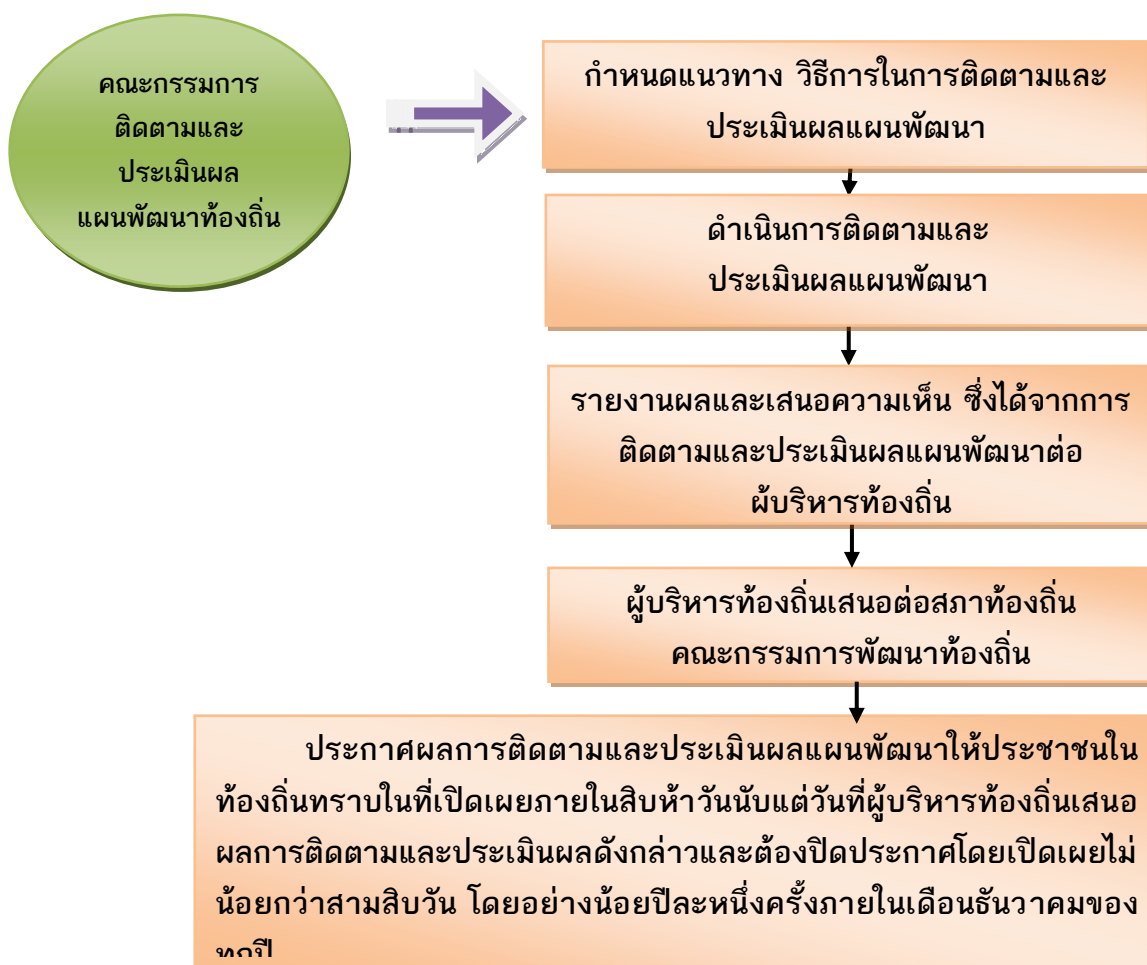 คณะกรรมการ
ติดตามและ
ประเมินผล
แผนพัฒนาท้องถิ่น
กำหนดแนวทาง วิธีการในการติดตามและ
ประเมินผลแผนพัฒนา
ดำเนินการติดตามและ
ประเมินผลแผนพัฒนา
รายงานผลและเสนอความเห็น ซึ่งได้จากการ
ติดตามและประเมินผลแผนพัฒนาต่อ
ผู้บริหารท้องถิ่น
ผู้บริหารท้องถิ่นเสนอต่อสภาท้องถิ่น
คณะกรรมการพัฒนาท้องถิ่น
ประกาศผลการติดตามและประเมินผลแผนพัฒนาให้ประชาชนใน
ท้องถิ่นทราบในที่เปิดเผยภายในสิบห้าวันนับแต่วันที่ผู้บริหารท้องถิ่นเสนอ
ผลการติดตามและประเมินผลดังกล่าวและต้องปิดประกาศโดยเปิดเผยไม่
น้อยกว่าสามสิบวัน โดยอย่างน้อยปีละหนึ่งครั้งภายในเดือนธันวาคมของ
ทุกปี